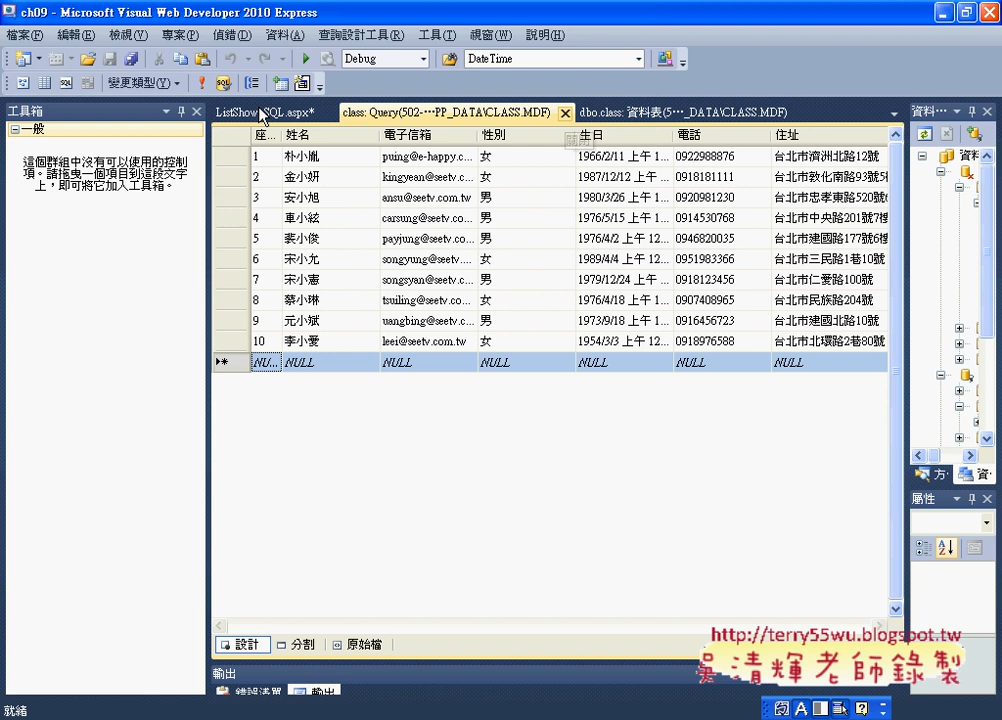 ch09 - Microsoft Visual Web Developer 2010 Express
檔案(F) 編輯(E) 檢視(V) 專案(P) 偵錯(D) 資料(A) 查詢設計工具(R) 工具(T) 視窗(W) 說明(H)
Debug DateTime
變更類型(Y)
工具箱
ListShow SQL.aspx* class: Query(502-···PP_DATA\CLASS.MDF) dbo.class: 資料表(5···_DATA\CLASS.MDF) 資料···
一般
這個群組中沒有可以使用的控制
項。請拖曳一個項目到這段文字
上，即可將它加入工具箱。
座... 姓名 電子信箱 性別 生日 電話 住址
關閉
1 朴小胤 puing@e-happy.c... 女 1966/2/11 上午 1... 0922988876 台北市濟洲北路12號
2 金小妍 kingyean@seetv.c... 女 1987/12/12 上午 ... 0918181111 台北市敦化南路93號5
3 安小旭 ansu@seetv.com.tw 男 1980/3/26 上午 1... 0920981230 台北市忠孝東路520號
4 車小絃 carsung@seetv.co... 男 1976/5/15 上午 1... 0914530768 台北市中央路201號7樓
5 裴小俊 payjung@seetv.co... 男 1976/4/2 上午 12... 0946820035 台北市建國路177號6樓
6 宋小允 songyung@seetv.c... 女 1989/4/4 上午 12... 0951983366 台北市三民路1巷10號
7 宋小憲 songsyan@seetv.c... 男 1979/12/24 上午 ... 0918123456 台北市仁愛路100號
8 蔡小琳 tsuiling@seetv.co... 女 1976/4/18 上午 1... 0907408965 台北市民族路204號
9 元小斌 uangbing@seetv.c... 男 1973/9/18 上午 1... 0916456723 台北市建國北路10號
10 李小愛 leei@seetv.com.tw 女 1954/3/3 上午 12... 0918976588 台北市北環路2巷80號
NU... NULL NULL NULL NULL NULL NULL
資料
方· 資·
屬性
設計 分割 原始檔
輸出
錯誤清單 輸出
http://terry55wu.blogspot.tw
吳清輝老師錄製
就緒